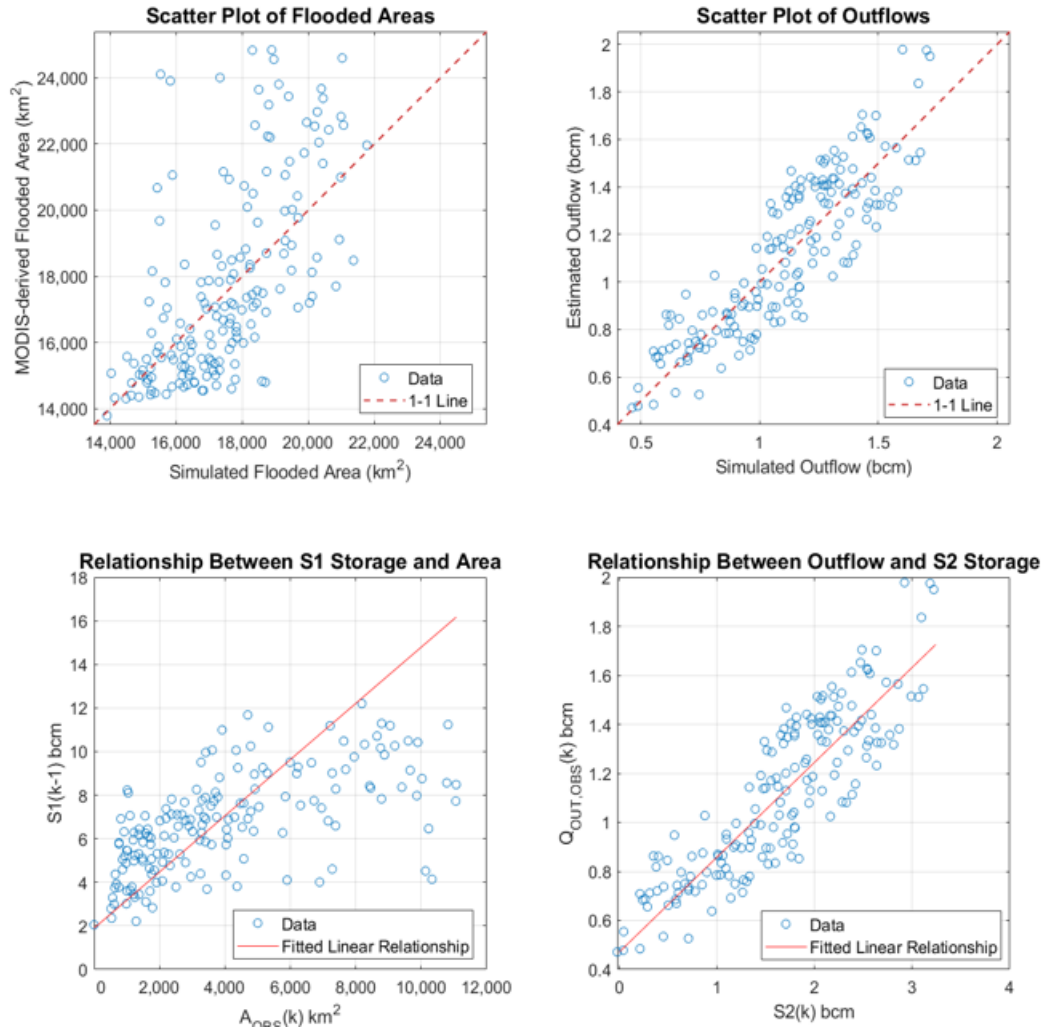 Scatter Plot of Flooded Areas
MODIS-derived Flooded Area (km²)
24,000
22,000
20,000
18,000
16,000
14,000
14,000 16,000 18,000 20,000 22,000 24,000
Simulated Flooded Area (km²)
Data
1-1 Line
Scatter Plot of Outflows
Estimated Outflow (bcm)
2
1.8
1.6
1.4
1.2
1
0.8
0.6
0.4
0.5 1 1.5 2
Simulated Outflow (bcm)
Data
1-1 Line
Relationship Between S1 Storage and Area
S1(k-1) bcm
18
16
14
12
10
8
6
4
2
0
0 2,000 4,000 6,000 8,000 10,000 12,000
A_OBS(k) km²
Data
Fitted Linear Relationship
Relationship Between Outflow and S2 Storage
Q_OUT,OBS(k) bcm
2
1.8
1.6
1.4
1.2
1
0.8
0.6
0.4
0 1 2 3 4
S2(k) bcm
Data
Fitted Linear Relationship